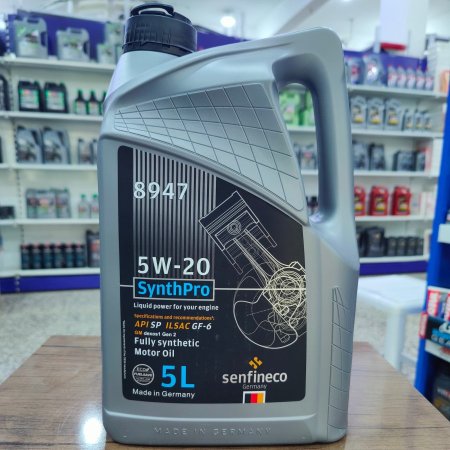 8947
5W-20
SynthPro
Liquid power for your engine
Specifications and recommendations*:
API SP ILSAC GF-6
GM dexos1 Gen 2
Fully synthetic
Motor Oil
5L
Made in Germany
senfineco
Germany
MADE IN GERMANY